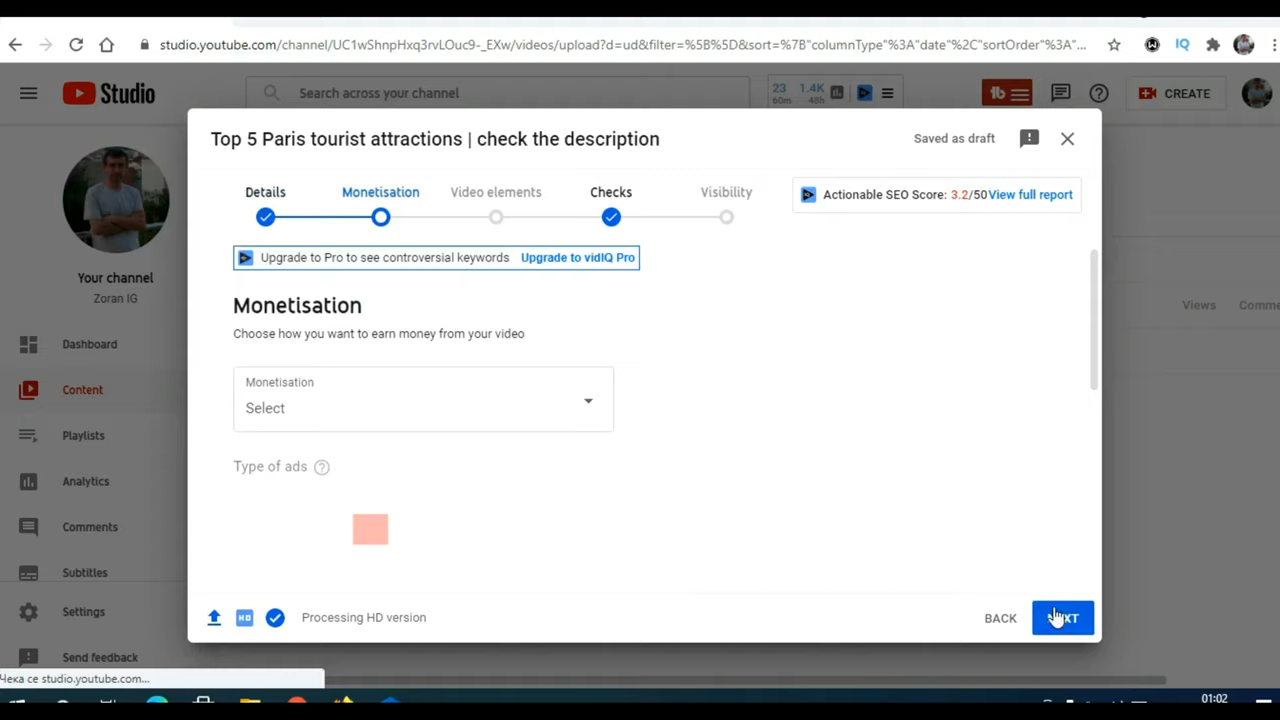 studio.youtube.com/channel/UC1wShnpHxq3rvLOuc9-_EXw/videos/upload?d=ud&filter=%5B%5D&sort=%7B"columnType"%3A"date"%2C"sortOrder"%3A"...
IQ
Studio
Search across your channel
23
60m
1.4K
48h
CREATE
Top 5 Paris tourist attractions | check the description
Saved as draft
Details
Monetisation
Video elements
Checks
Visibility
Actionable SEO Score: 3.2/50 View full report
Upgrade to Pro to see controversial keywords Upgrade to vidIQ Pro
Monetisation
Choose how you want to earn money from your video
Monetisation
Select
Type of ads
?
HD
Processing HD version
BACK
Your channel
Zoran IG
Dashboard
Content
Playlists
Analytics
Comments
Subtitles
Settings
Send feedback
Views
Чека се studio.youtube.com...
01:02